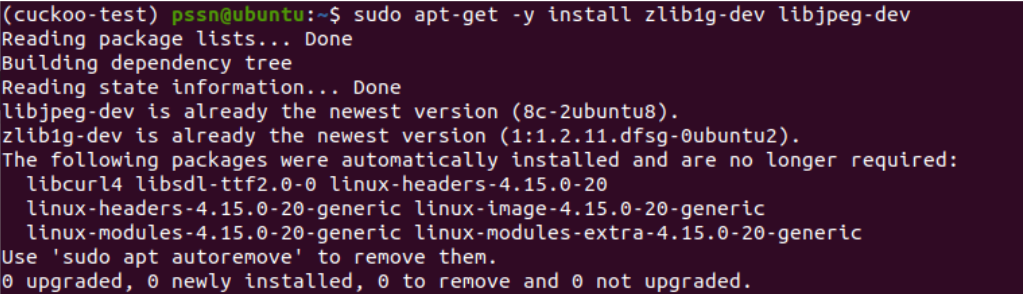 (cuckoo-test) pssn@ubuntu:~$ sudo apt-get -y install zlib1g-dev libjpeg-dev
Reading package lists... Done
Building dependency tree
Reading state information... Done
libjpeg-dev is already the newest version (8c-2ubuntu8).
zlib1g-dev is already the newest version (1:1.2.11.dfsg-0ubuntu2).
The following packages were automatically installed and are no longer required:
  libcurl4 libsdl-ttf2.0-0 linux-headers-4.15.0-20
  linux-headers-4.15.0-20-generic linux-image-4.15.0-20-generic
  linux-modules-4.15.0-20-generic linux-modules-extra-4.15.0-20-generic
Use 'sudo apt autoremove' to remove them.
0 upgraded, 0 newly installed, 0 to remove and 0 not upgraded.